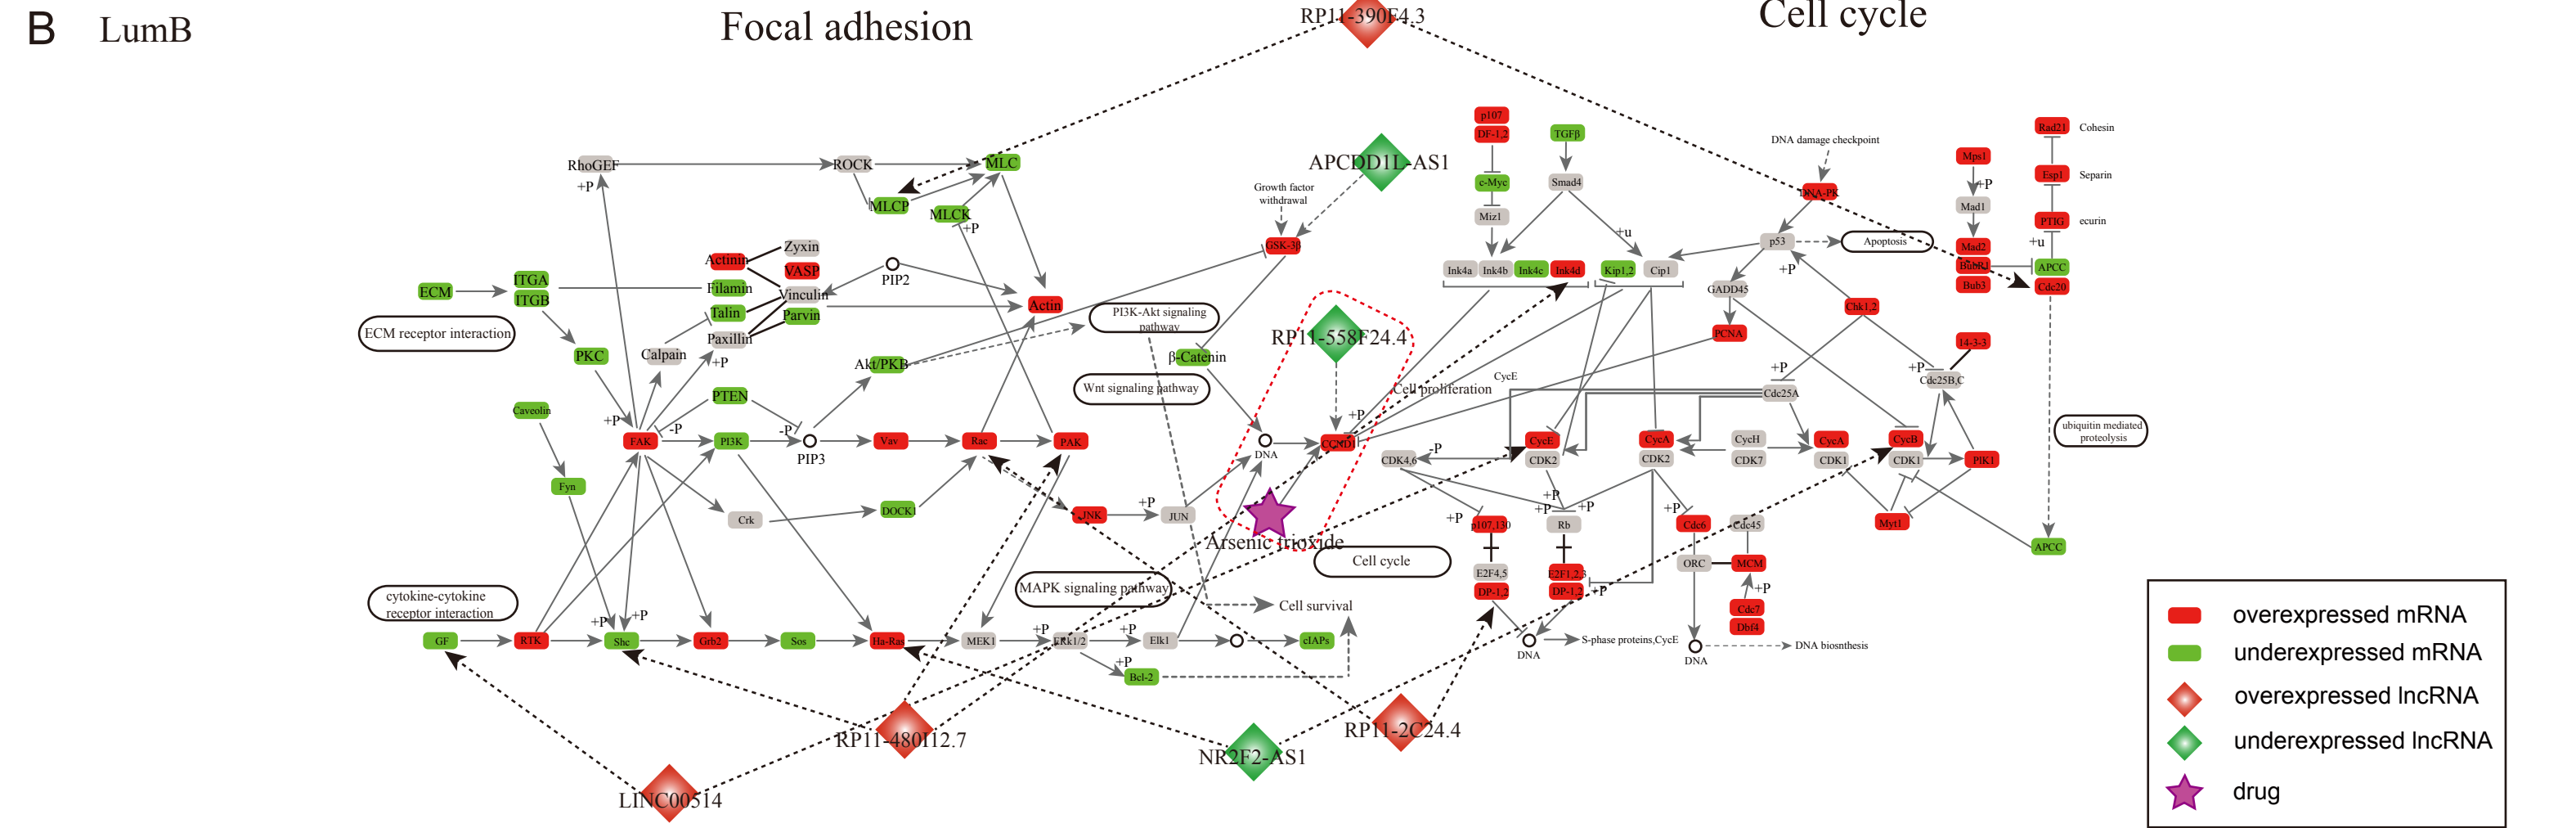 B LumB
Focal adhesion
Cell cycle
RP11-390F4.3
APCDD1L-AS1
RP11-558F24.4
Arsenic trioxide
RP11-480I12.7
LINC00514
NR2F2-AS1
RP11-2C24.4
RhoGEF
ROCK
MLC
MLCP
MLCK
+P
+P
Growth factor
withdrawal
GSK-3β
Actinin
Zyxin
VASP
Filamin
Vinculin
Talin
Parvin
Paxillin
PIP2
Actin
ECM
ITGA
ITGB
ECM receptor interaction
PKC
Calpain
+P
PI3K-Akt signaling
pathway
β-Catenin
Akt/PKB
Wnt signaling pathway
PTEN
Caveolin
+P
-P
-P
FAK
PI3K
PIP3
Vav
Rac
PAK
DNA
CCND1
+P
Cell proliferation
Fyn
Crk
DOCK1
JNK
+P
JUN
cytokine-cytokine
receptor interaction
MAPK signaling pathway
Cell cycle
Cell survival
+P
+P
+P
+P
GF
RTK
Shc
Grb2
Sos
Ha-Ras
MEK1
ERk1/2
Elk1
cIAPs
+P
Bcl-2
p107
DF-1,2
TGFβ
c-Myc
Smad4
Miz1
+u
Ink4a
Ink4b
Ink4c
Ink4d
Kip1,2
Cip1
DNA damage checkpoint
DNA-PK
p53
Apoptosis
+P
GADD45
PCNA
Chk1,2
Mps1
+P
Mad1
Mad2
BubR1
Bub3
Rad21
Cohesin
Esp1
Separin
PTIG
ecurin
+u
APCC
Cdc20
14-3-3
+P
+P
Cdc25B,C
Cdc25A
CycE
ubiquitin mediated
proteolysis
CDK4,6
-P
CycE
CDK2
CycA
CDK2
CycH
CDK7
CycA
CDK1
CycB
CDK1
PIK1
Myt1
APCC
+P
+P
+P
+P
+P
p107,130
Rb
Cdc6
Cdc45
ORC
MCM
E2F4,5
DP-1,2
E2F1,2,3
DP-1,2
+P
+P
Cdc7
Dbf4
DNA
S-phase proteins,CycE
DNA
DNA biosnthesis
overexpressed mRNA
underexpressed mRNA
overexpressed lncRNA
underexpressed lncRNA
drug